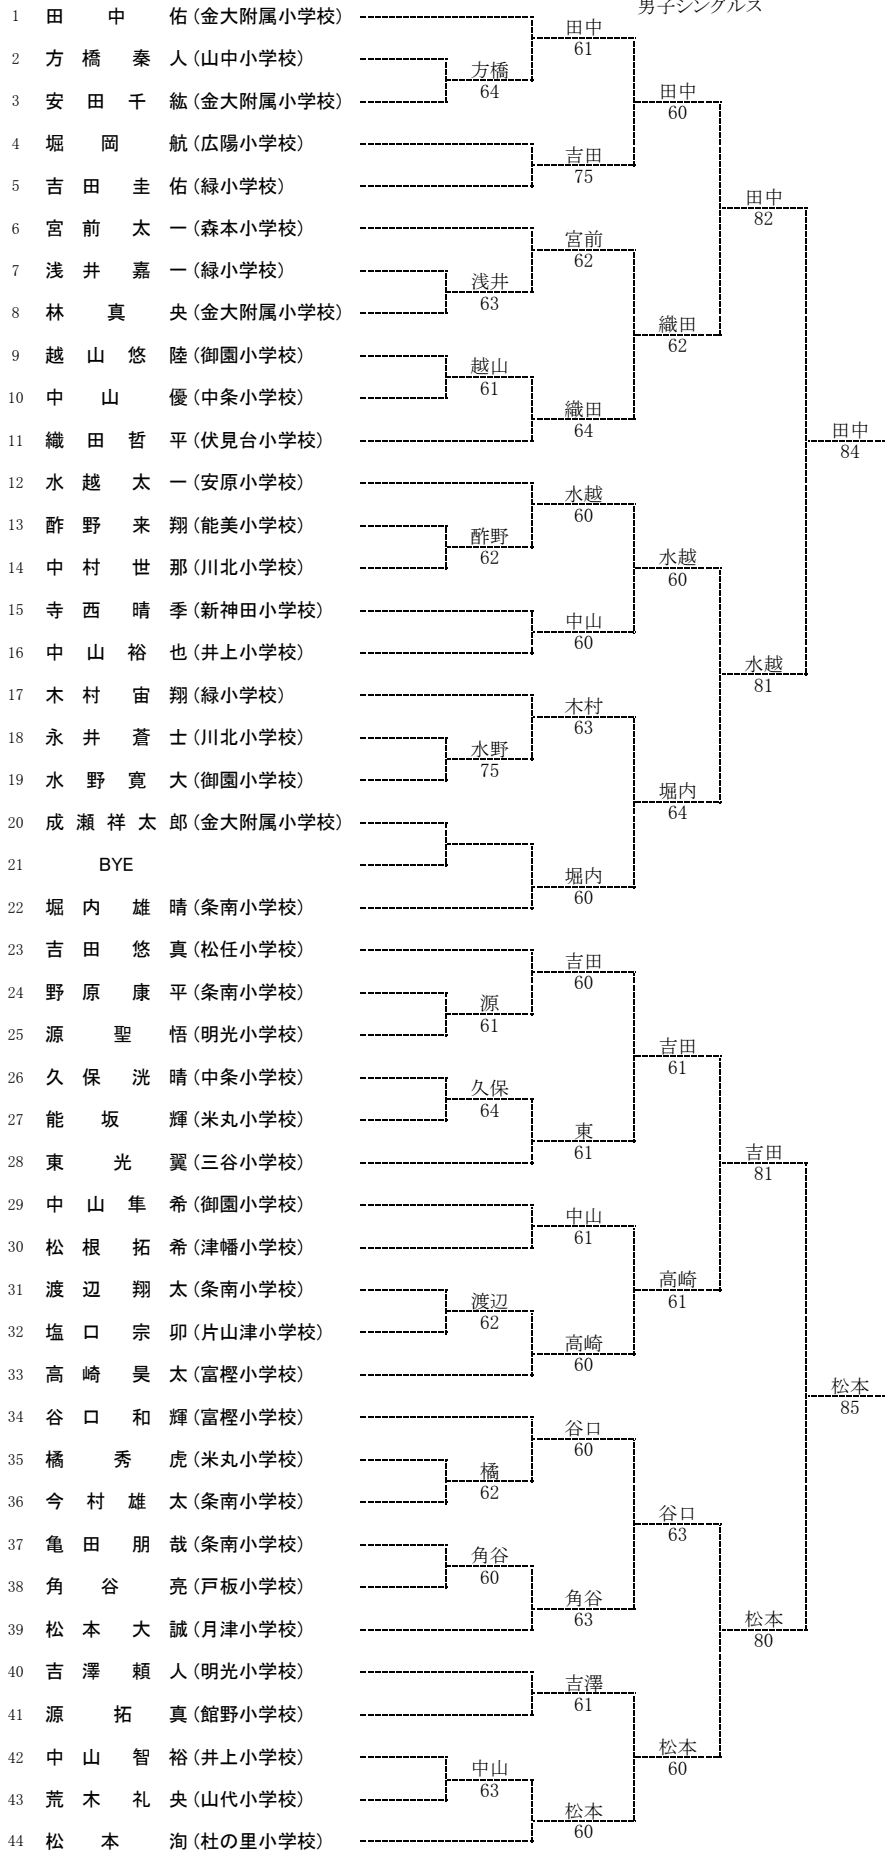 男子シングルス
1 田中佑(金大附属小学校)
田中
61
2 方橋秦人(山中小学校)
方橋
64
3 安田千紘(金大附属小学校)
田中
60
4 堀岡航(広陽小学校)
吉田
75
5 吉田圭佑(緑小学校)
田中
82
6 宮前太一(森本小学校)
宮前
62
7 浅井嘉一(緑小学校)
浅井
63
8 林真央(金大附属小学校)
織田
62
9 越山悠陸(御園小学校)
越山
61
10 中山優(中条小学校)
織田
64
11 織田哲平(伏見台小学校)
田中
84
12 水越太一(安原小学校)
水越
60
13 酢野来翔(能美小学校)
酢野
62
14 中村世那(川北小学校)
水越
60
15 寺西晴季(新神田小学校)
中山
60
16 中山裕也(井上小学校)
水越
81
17 木村宙翔(緑小学校)
木村
63
18 永井蒼士(川北小学校)
水野
75
19 水野寛大(御園小学校)
堀内
64
20 成瀬祥太郎(金大附属小学校)
21 BYE
堀内
60
22 堀内雄晴(条南小学校)
23 吉田悠真(松任小学校)
吉田
60
24 野原康平(条南小学校)
源
61
25 源聖悟(明光小学校)
吉田
61
26 久保洸晴(中条小学校)
久保
64
27 能坂輝(米丸小学校)
東
61
28 東光翼(三谷小学校)
吉田
81
29 中山隼希(御園小学校)
中山
61
30 松根拓希(津幡小学校)
高崎
61
31 渡辺翔太(条南小学校)
渡辺
62
32 塩口宗卯(片山津小学校)
高崎
60
33 高崎昊太(富樫小学校)
松本
85
34 谷口和輝(富樫小学校)
谷口
60
35 橘秀虎(米丸小学校)
橘
62
36 今村雄太(条南小学校)
谷口
63
37 亀田朋哉(条南小学校)
角谷
60
38 角谷亮(戸板小学校)
角谷
63
39 松本大誠(月津小学校)
松本
80
40 吉澤頼人(明光小学校)
吉澤
61
41 源拓真(館野小学校)
松本
60
42 中山智裕(井上小学校)
中山
63
43 荒木礼央(山代小学校)
松本
60
44 松本洵(杜の里小学校)